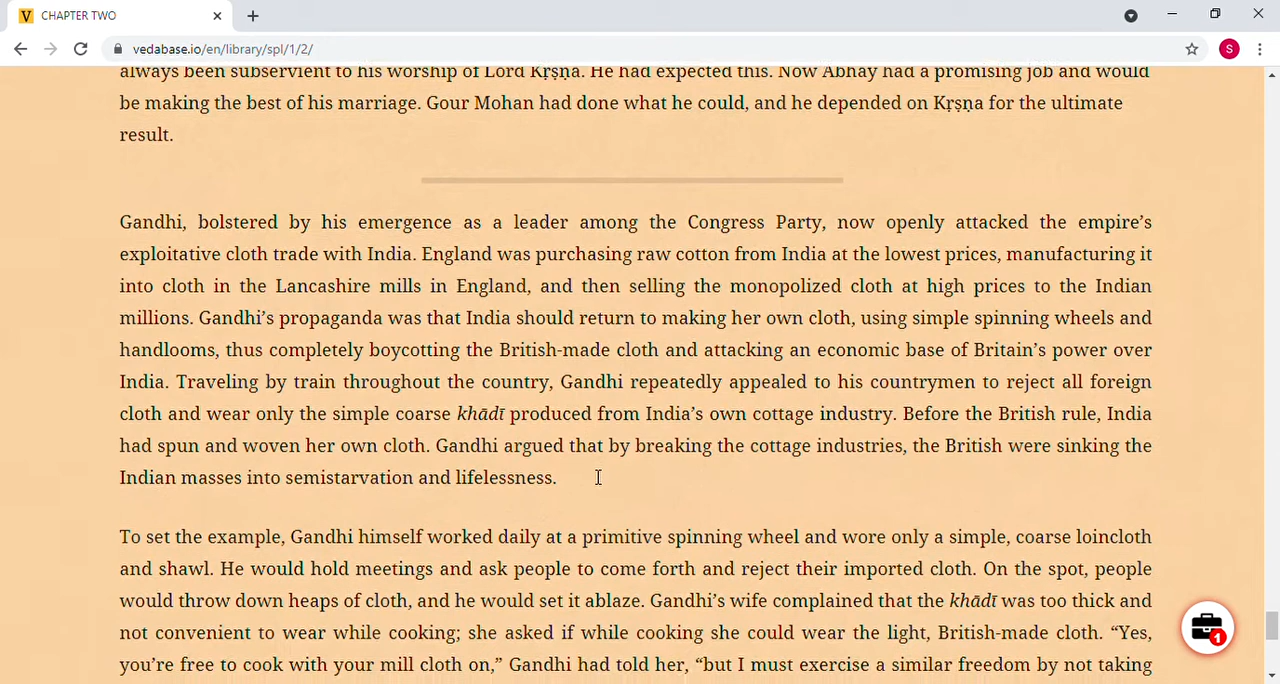 V CHAPTER TWO
vedabase.io/en/library/spl/1/2/
S
always been subservient to his worship of Lord Kṛṣṇa. He had expected this. Now Abhay had a promising job and would
be making the best of his marriage. Gour Mohan had done what he could, and he depended on Kṛṣṇa for the ultimate
result.
Gandhi, bolstered by his emergence as a leader among the Congress Party, now openly attacked the empire’s
exploitative cloth trade with India. England was purchasing raw cotton from India at the lowest prices, manufacturing it
into cloth in the Lancashire mills in England, and then selling the monopolized cloth at high prices to the Indian
millions. Gandhi’s propaganda was that India should return to making her own cloth, using simple spinning wheels and
handlooms, thus completely boycotting the British-made cloth and attacking an economic base of Britain’s power over
India. Traveling by train throughout the country, Gandhi repeatedly appealed to his countrymen to reject all foreign
cloth and wear only the simple coarse khādī produced from India’s own cottage industry. Before the British rule, India
had spun and woven her own cloth. Gandhi argued that by breaking the cottage industries, the British were sinking the
Indian masses into semistarvation and lifelessness.
To set the example, Gandhi himself worked daily at a primitive spinning wheel and wore only a simple, coarse loincloth
and shawl. He would hold meetings and ask people to come forth and reject their imported cloth. On the spot, people
would throw down heaps of cloth, and he would set it ablaze. Gandhi’s wife complained that the khādī was too thick and
not convenient to wear while cooking; she asked if while cooking she could wear the light, British-made cloth. “Yes,
you’re free to cook with your mill cloth on,” Gandhi had told her, “but I must exercise a similar freedom by not taking
1